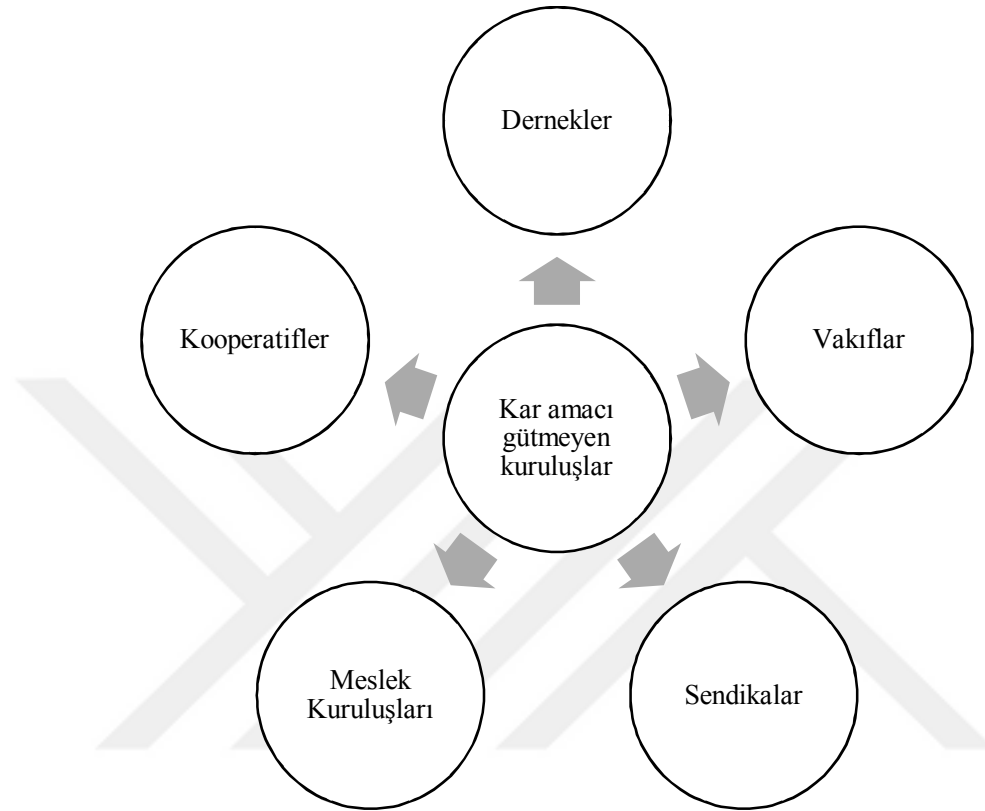 Dernekler
Kooperatifler
Vakıflar
Kar amacı
gütmeyen
kuruluşlar
Meslek
Kuruluşları
Sendikalar